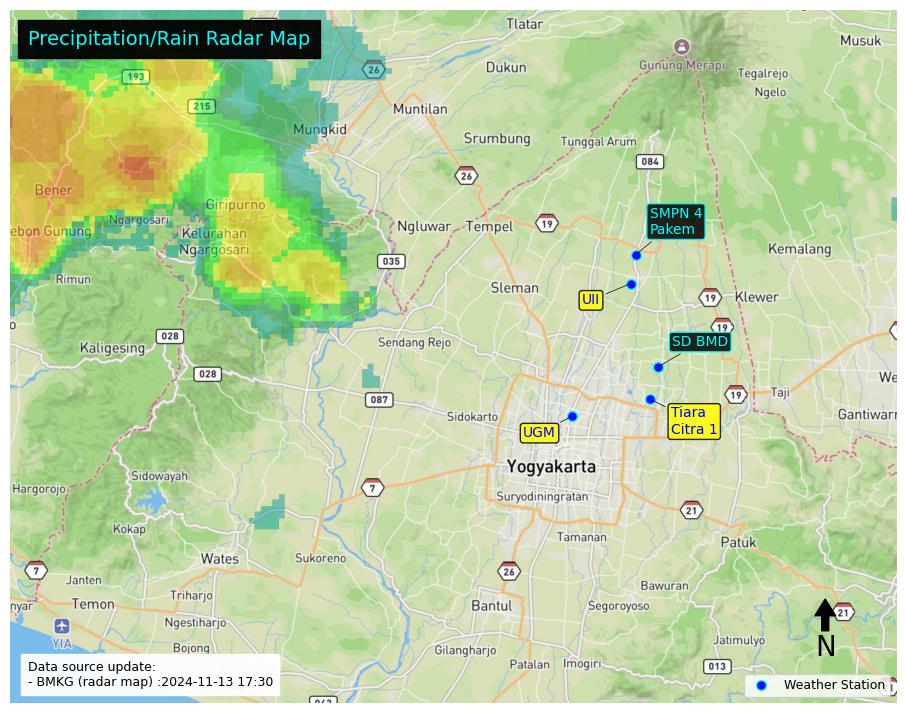 Precipitation/Rain Radar Map
Tlatar
Musuk
Gunung Merapi
26
Dukun
193
Tegalrejo
Ngelo
215
Muntilan
Mungkid
Srumbung
Tunggal Arum
084
26
Bener
Giripurno
SMPN 4
Pakem
Ngargosari
Ngluwar
Tempel
19
Kelurahan
Ngargosari
Kemalang
035
Rimun
Sleman
UII
19
Klewer
19
028
SD BMD
Kaligesing
Sendang Rejo
028
087
19
Taji
Sidokarto
Tiara
Citra 1
UGM
Yogyakarta
Sidowayah
Hargorojo
7
Suryodiningratan
21
Kokap
Tamanan
Patuk
Wates
Sukoreno
7
26
Janten
Bawuran
Temon
Triharjo
Bantul
Segoroyoso
21
Ngestiharjo
YIA
Jatimulyo
N
Bojong
Gilangharjo
Patalan
Imogiri
013
Data source update:
- BMKG (radar map) :2024-11-13 17:30
Weather Station